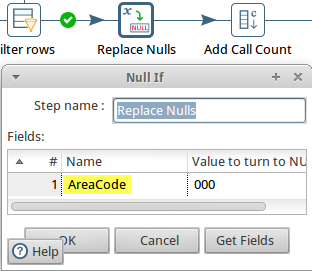 ilter rows
Replace Nulls
Add Call Count
NULL
Null If
Step name :
Replace Nulls
Fields:
# Name Value to turn to NU
1 AreaCode 000
OK Cancel Get Fields
Help